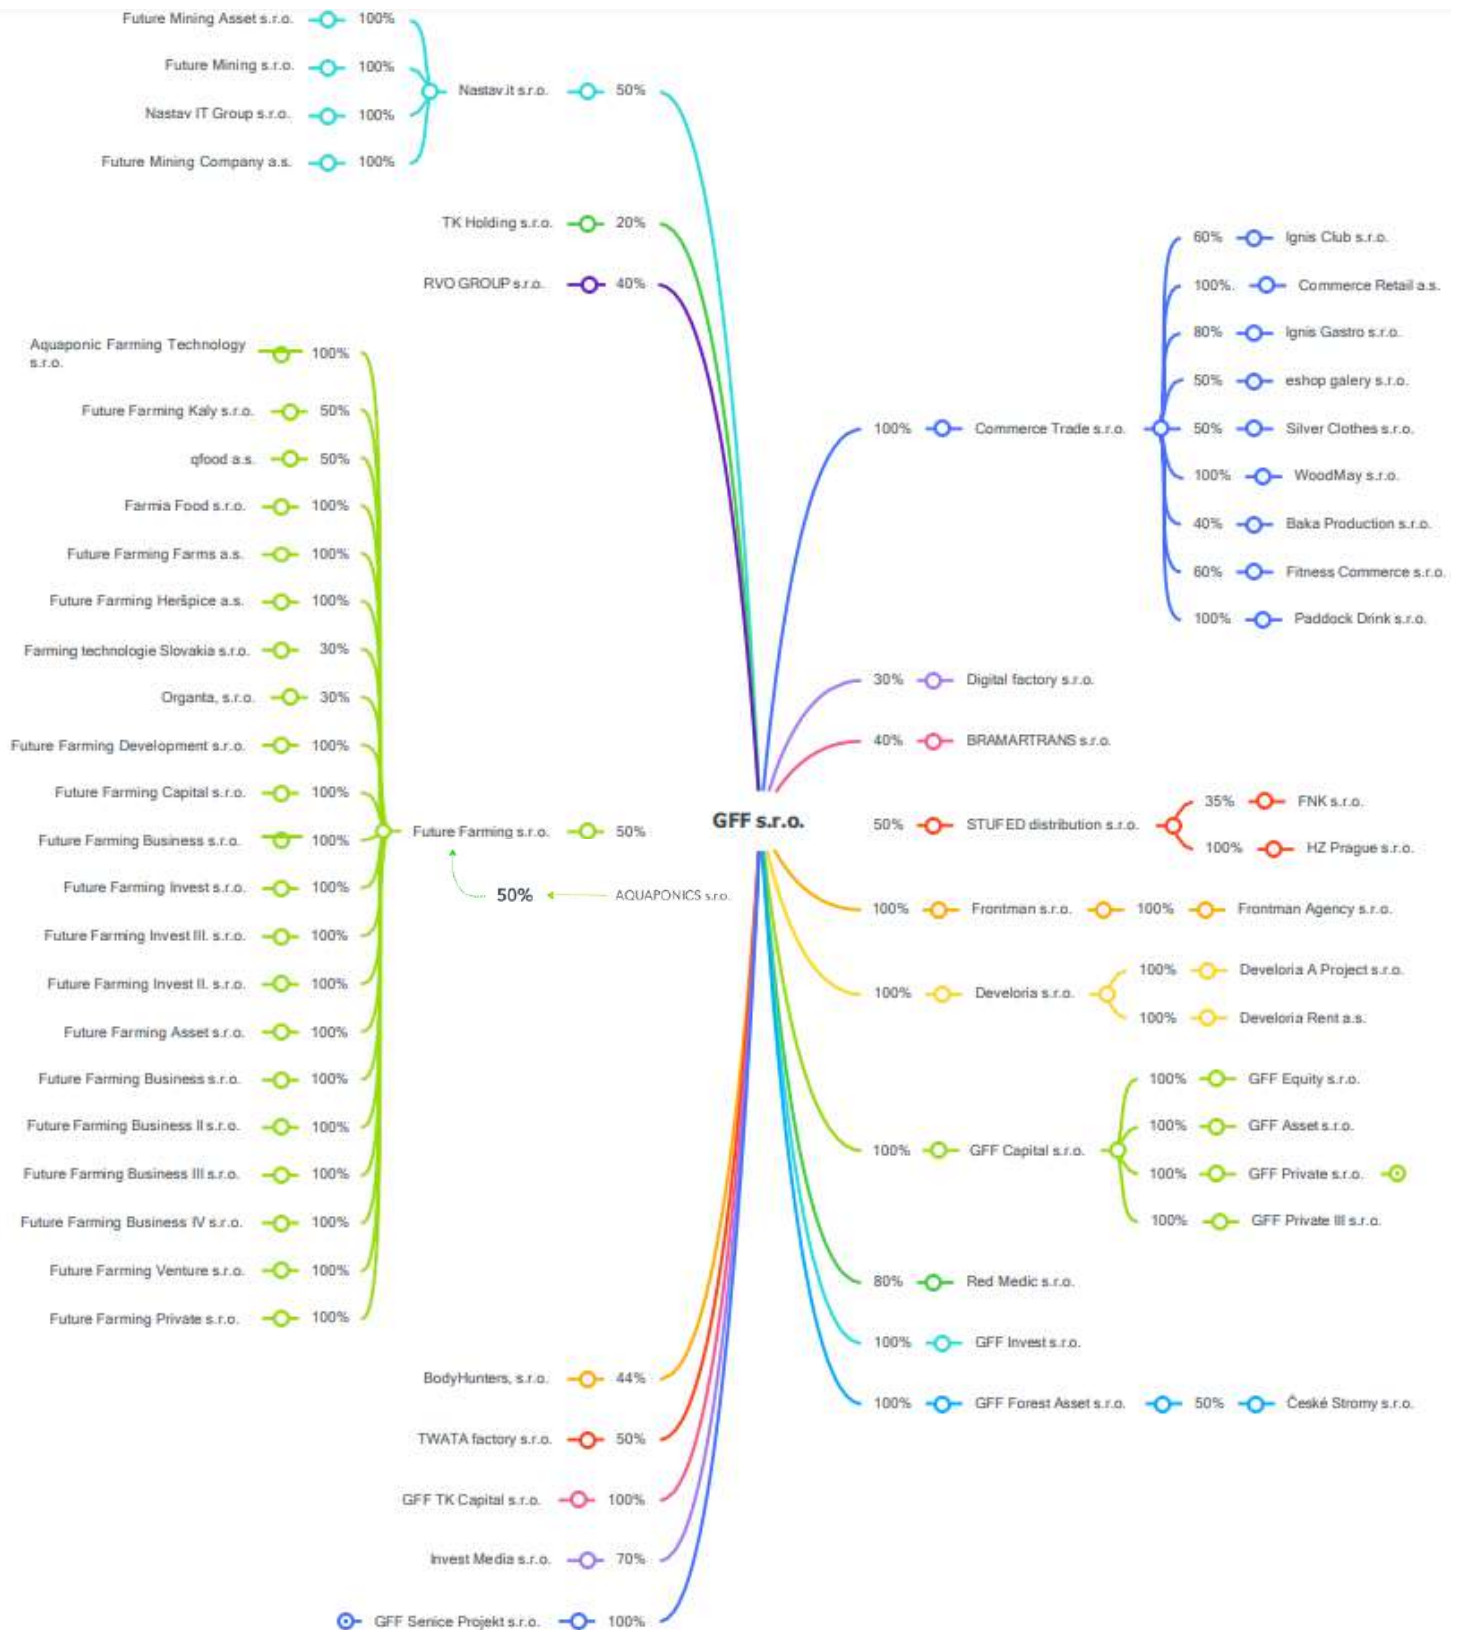 Future Mining Asset s.r.o. 100%
Future Mining s.r.o. 100%
Nastav IT Group s.r.o. 100%
Future Mining Company a.s. 100%
Nastav.it s.r.o. 50%
TK Holding s.r.o. 20%
RVO GROUP s.r.o. 40%
Aquaponic Farming Technology
s.r.o. 100%
Future Farming Kaly s.r.o. 50%
qfood a.s. 50%
Farmia Food s.r.o. 100%
Future Farming Farms a.s. 100%
Future Farming Heršpice a.s. 100%
Farming technologie Slovakia s.r.o. 30%
Organta, s.r.o. 30%
Future Farming Development s.r.o. 100%
Future Farming Capital s.r.o. 100%
Future Farming Business s.r.o. 100%
Future Farming Invest s.r.o. 100%
Future Farming Invest III. s.r.o. 100%
Future Farming Invest II. s.r.o. 100%
Future Farming Asset s.r.o. 100%
Future Farming Business s.r.o. 100%
Future Farming Business II s.r.o. 100%
Future Farming Business III s.r.o. 100%
Future Farming Business IV s.r.o. 100%
Future Farming Venture s.r.o. 100%
Future Farming Private s.r.o. 100%
Future Farming s.r.o. 50%
50% AQUAPONICS s.r.o.
BodyHunters, s.r.o. 44%
TWATA factory s.r.o. 50%
GFF TK Capital s.r.o. 100%
Invest Media s.r.o. 70%
GFF Senice Projekt s.r.o. 100%
GFF s.r.o.
100% Commerce Trade s.r.o.
60% Ignis Club s.r.o.
100%. Commerce Retail a.s.
80% Ignis Gastro s.r.o.
50% eshop galery s.r.o.
50% Silver Clothes s.r.o.
100% WoodMay s.r.o.
40% Baka Production s.r.o.
60% Fitness Commerce s.r.o.
100% Paddock Drink s.r.o.
30% Digital factory s.r.o.
40% BRAMARTRANS s.r.o.
50% STUFED distribution s.r.o.
35% FNK s.r.o.
100% HZ Prague s.r.o.
100% Frontman s.r.o. 100% Frontman Agency s.r.o.
100% Develoria s.r.o.
100% Develoria A Project s.r.o.
100% Develoria Rent a.s.
100% GFF Capital s.r.o.
100% GFF Equity s.r.o.
100% GFF Asset s.r.o.
100% GFF Private s.r.o.
100% GFF Private III s.r.o.
80% Red Medic s.r.o.
100% GFF Invest s.r.o.
100% GFF Forest Asset s.r.o. 50% České Stromy s.r.o.